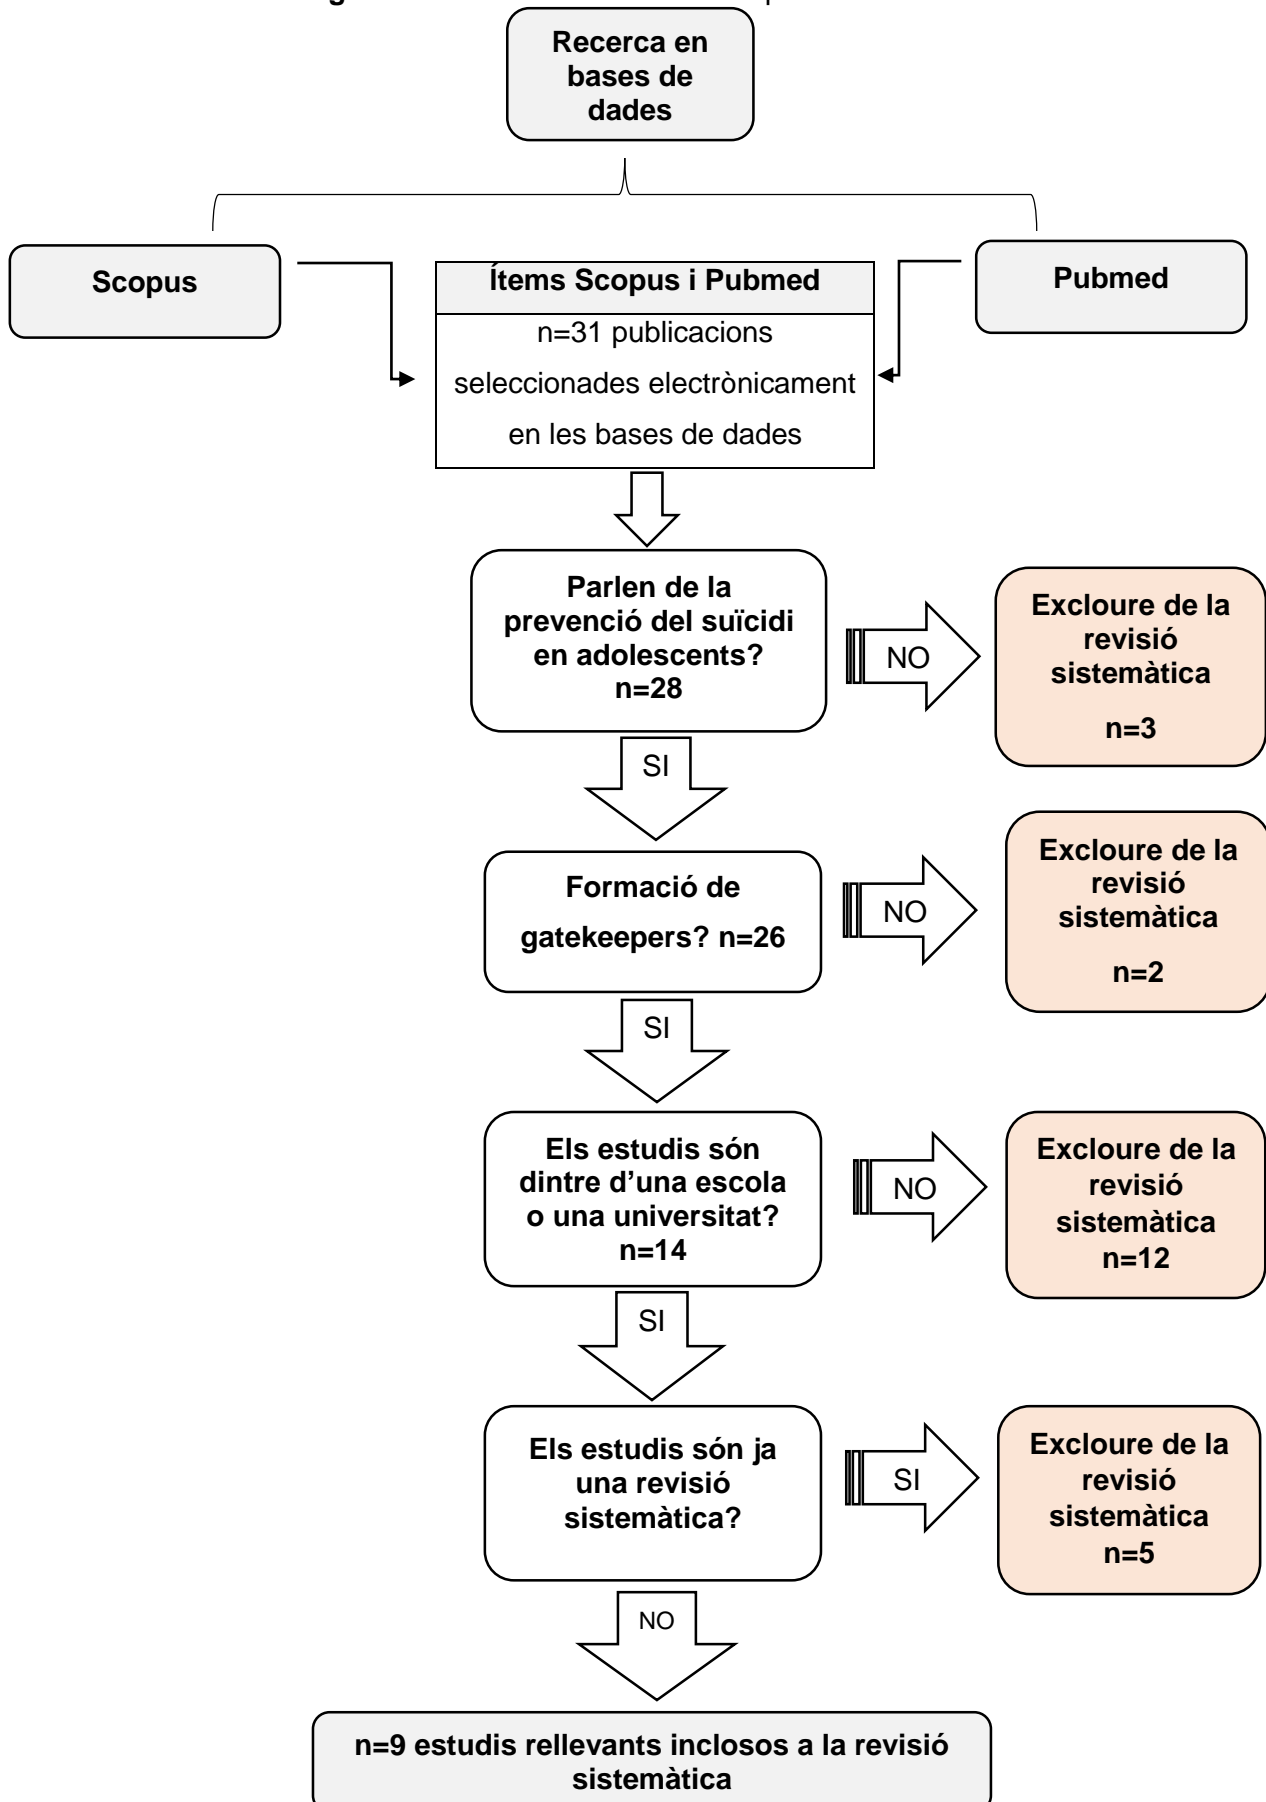 Recerca en
bases de
dades
Scopus
Ítems Scopus i Pubmed
n=31 publicacions
seleccionades electrònicament
en les bases de dades
Pubmed
Parlen de la
prevenció del suïcidi
en adolescents?
n=28
NO
Excloure de la
revisió
sistemàtica
n=3
SI
Formació de
gatekeepers? n=26
NO
Excloure de la
revisió
sistemàtica
n=2
SI
Els estudis són
dintre d’una escola
o una universitat?
n=14
NO
Excloure de la
revisió
sistemàtica
n=12
SI
Els estudis són ja
una revisió
sistemàtica?
SI
Excloure de la
revisió
sistemàtica
n=5
NO
n=9 estudis rellevants inclosos a la revisió
sistemàtica